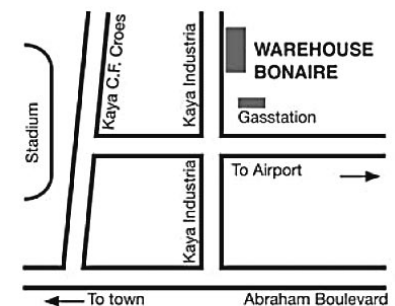 Kaya C.F. Croes
Kaya Industria
WAREHOUSE
BONAIRE
Gasstation
Stadium
Kaya Industria
To Airport
To town
Abraham Boulevard